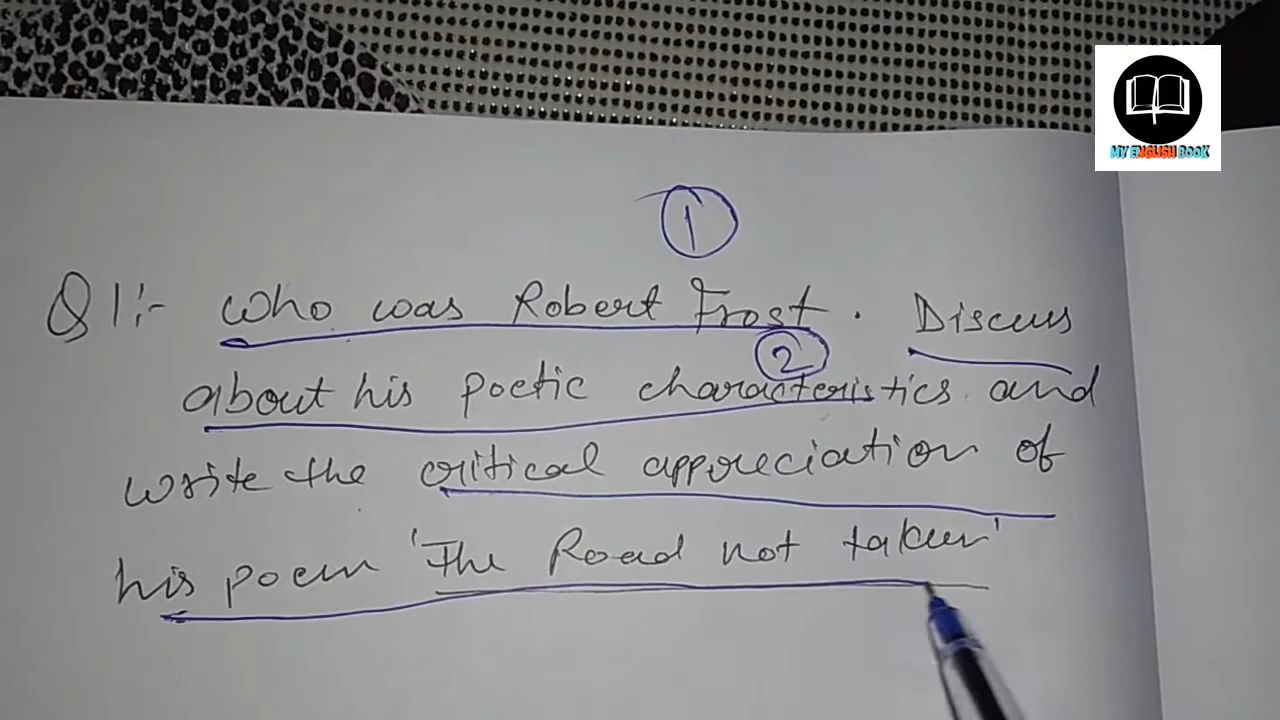 MY ENGLISH BOOK
1
Q1:- Who was Robert Frost. Discuss
2
about his poetic characteristics and
write the critical appreciation of
his poem 'The Road not taken'